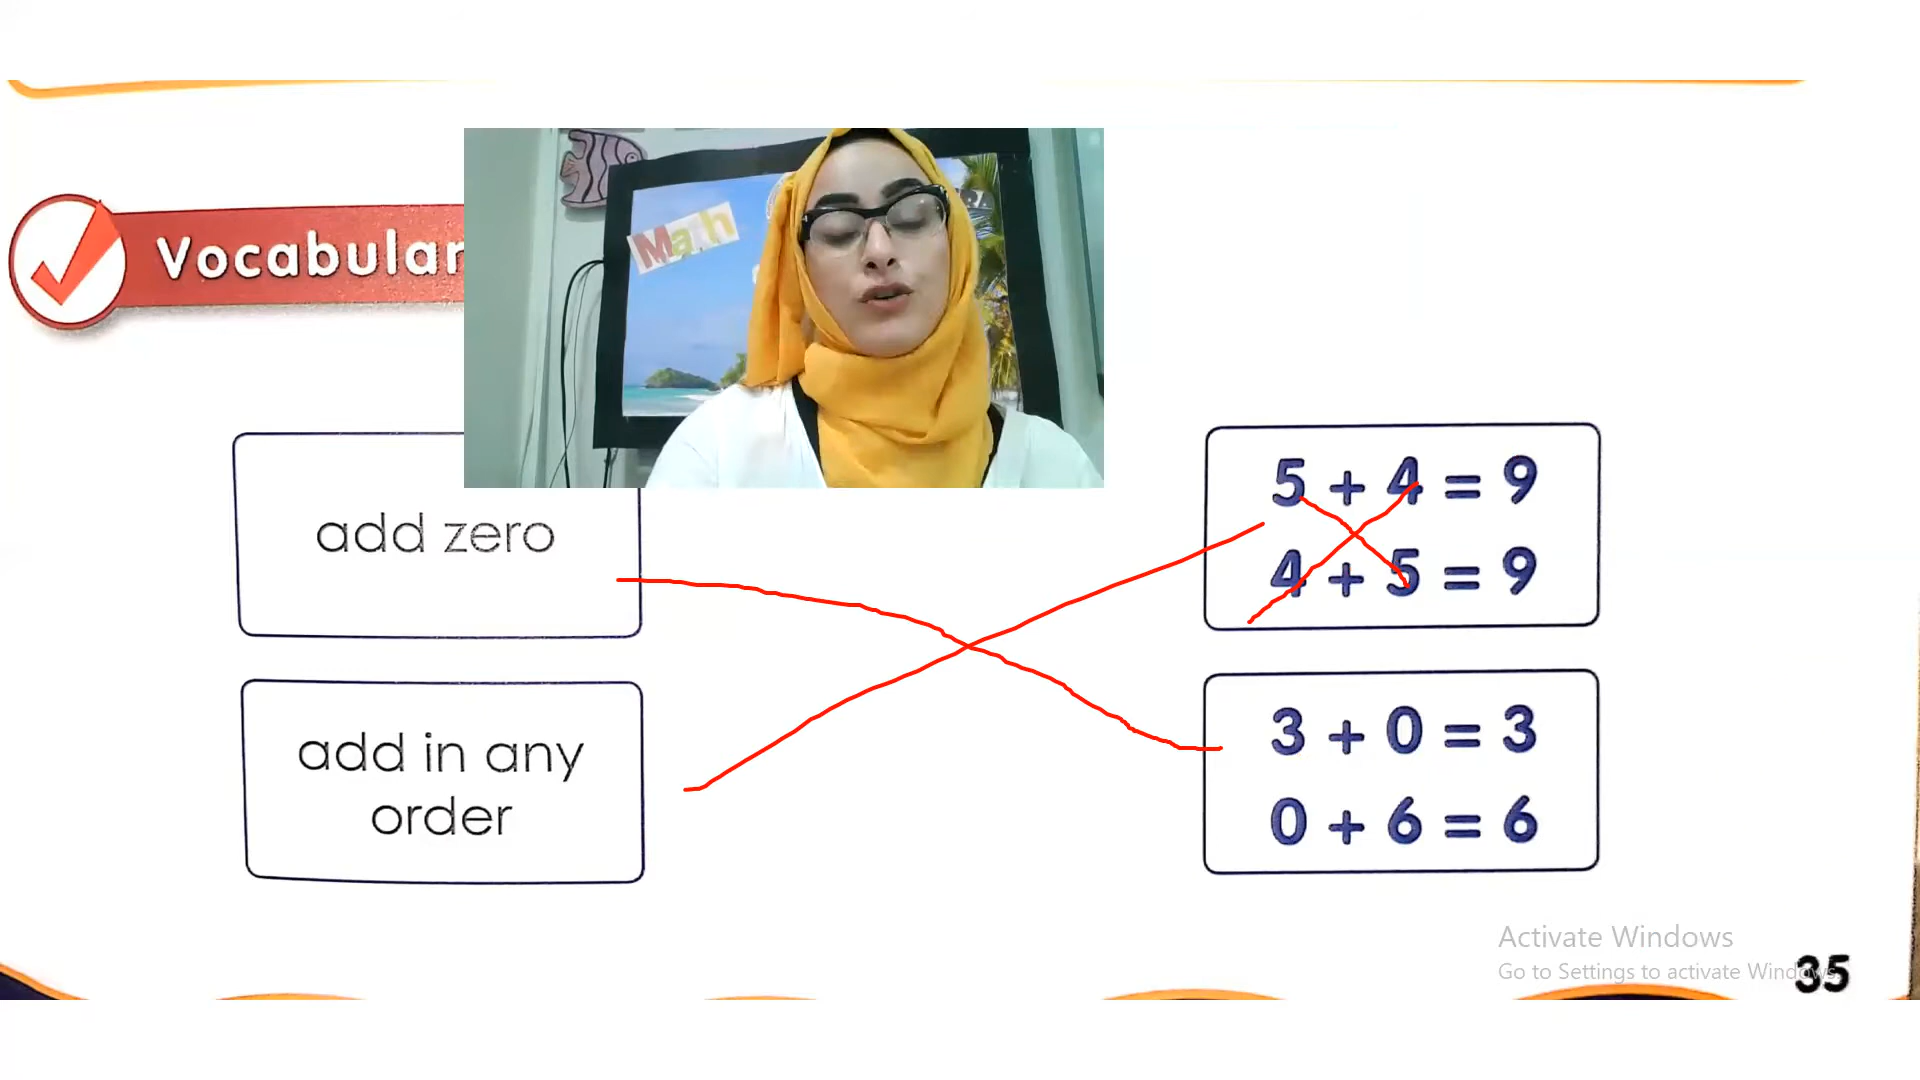 Vocabular
Math
add zero
add in any
order
5 + 4 = 9
4 + 5 = 9
3 + 0 = 3
0 + 6 = 6
Activate Windows
Go to Settings to activate Windows.
35